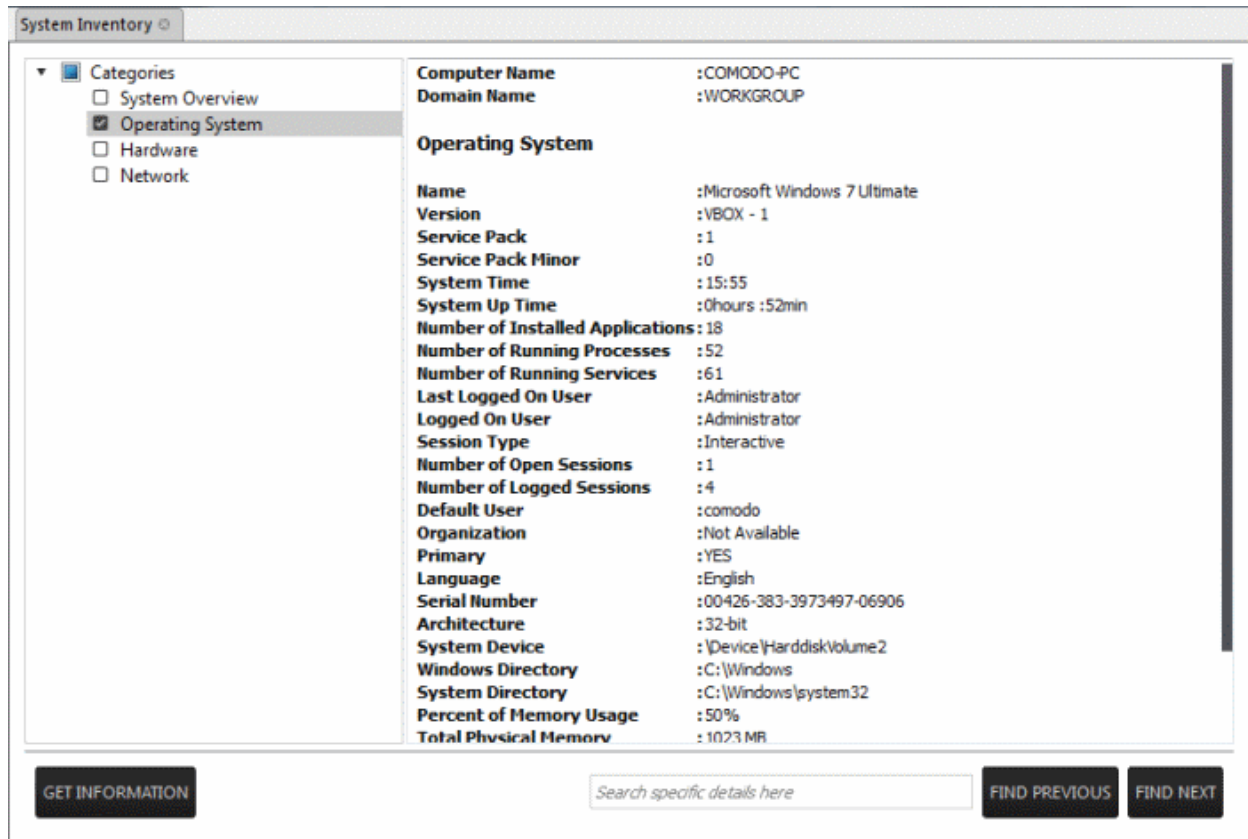 System Inventory
Categories
System Overview
Operating System
Hardware
Network
Computer Name :COMODO-PC
Domain Name :WORKGROUP
Operating System
Name :Microsoft Windows 7 Ultimate
Version :VBOX - 1
Service Pack :1
Service Pack Minor :0
System Time :15:55
System Up Time :0hours :52min
Number of Installed Applications:18
Number of Running Processes :52
Number of Running Services :61
Last Logged On User :Administrator
Logged On User :Administrator
Session Type :Interactive
Number of Open Sessions :1
Number of Logged Sessions :4
Default User :comodo
Organization :Not Available
Primary :YES
Language :English
Serial Number :00426-383-3973497-06906
Architecture :32-bit
System Device :\Device\HarddiskVolume2
Windows Directory :C:\Windows
System Directory :C:\Windows\system32
Percent of Memory Usage :50%
Total Physical Memory :1023 MB
GET INFORMATION
Search specific details here
FIND PREVIOUS
FIND NEXT